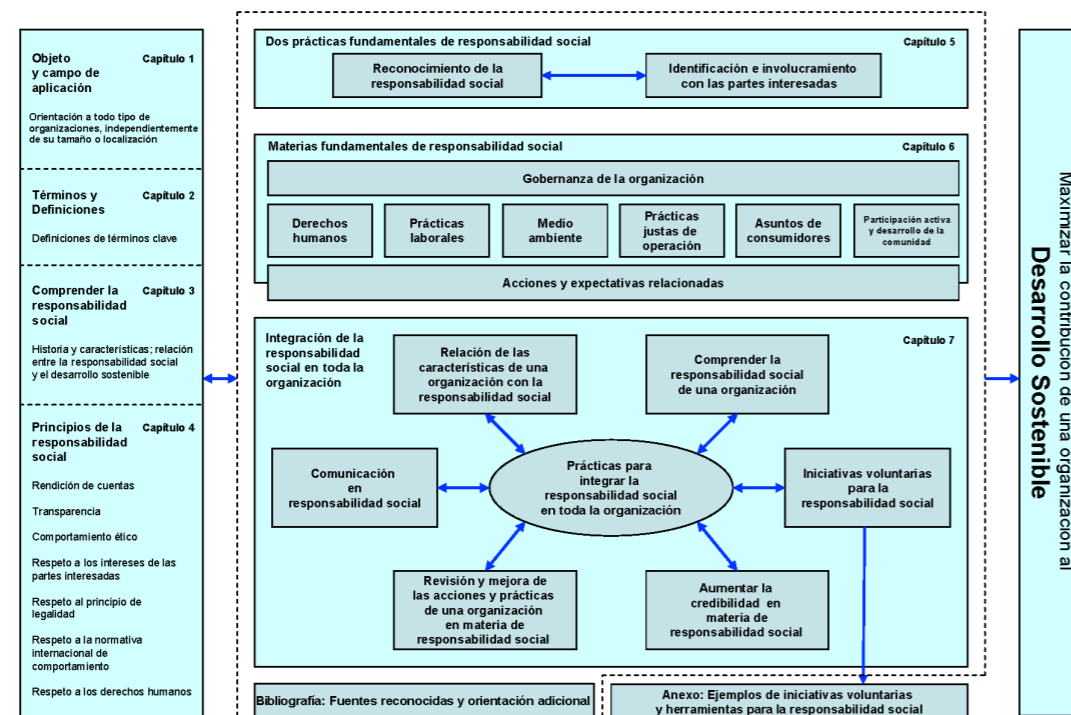 Objeto
y campo de
aplicación
Capítulo 1
Orientación a todo tipo de
organizaciones, independientemente
de su tamaño o localización
Términos y
Definiciones
Capítulo 2
Definiciones de términos clave
Comprender la
responsabilidad
social
Capítulo 3
Historia y características; relación
entre la responsabilidad social
y el desarrollo sostenible
Principios de la
responsabilidad
social
Capítulo 4
Rendición de cuentas
Transparencia
Comportamiento ético
Respeto a los intereses de las
partes interesadas
Respeto al principio de
legalidad
Respeto a la normativa
internacional de
comportamiento
Respeto a los derechos humanos
Dos prácticas fundamentales de responsabilidad social
Capítulo 5
Reconocimiento de la
responsabilidad social
Identificación e involucramiento
con las partes interesadas
Materias fundamentales de responsabilidad social
Capítulo 6
Gobernanza de la organización
Derechos
humanos
Prácticas
laborales
Medio
ambiente
Prácticas
justas de
operación
Asuntos de
consumidores
Participación activa
y desarrollo de la
comunidad
Acciones y expectativas relacionadas
Integración de la
responsabilidad
social en toda la
organización
Capítulo 7
Relación de las
características de una
organización con la
responsabilidad social
Comprender la
responsabilidad social
de una organización
Comunicación
en
responsabilidad social
Prácticas para
integrar la
responsabilidad social
en toda la organización
Iniciativas voluntarias
para la
responsabilidad social
Revisión y mejora de
las acciones y prácticas
de una organización
en materia de
responsabilidad social
Aumentar la
credibilidad en
materia de
responsabilidad social
Bibliografía: Fuentes reconocidas y orientación adicional
Anexo: Ejemplos de iniciativas voluntarias
y herramientas para la responsabilidad social
Maximizar la contribucion de una organizacion al
Desarrollo Sostenible